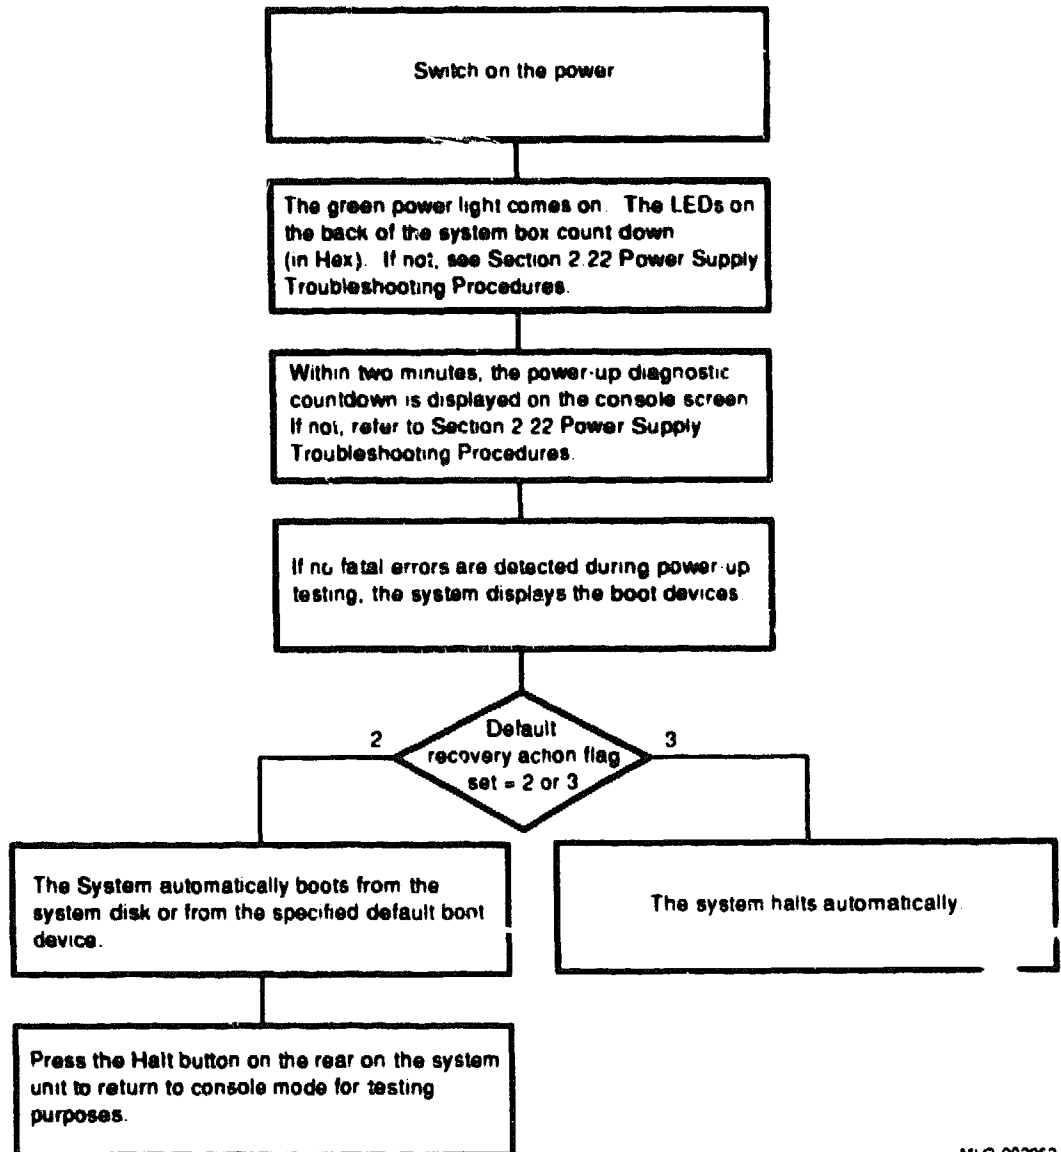 Switch on the power
The green power light comes on. The LEDs on
the back of the system box count down
(in Hex). If not, see Section 2.22 Power Supply
Troubleshooting Procedures.
Within two minutes, the power-up diagnostic
countdown is displayed on the console screen
If not, refer to Section 2 22 Power Supply
Troubleshooting Procedures.
If no fatal errors are detected during power-up
testing, the system displays the boot devices
2
Default
recovery action flag
set = 2 or 3
3
The System automatically boots from the
system disk or from the specified default boot
device.
The system halts automatically.
Press the Halt button on the rear on the system
unit to return to console mode for testing
purposes.